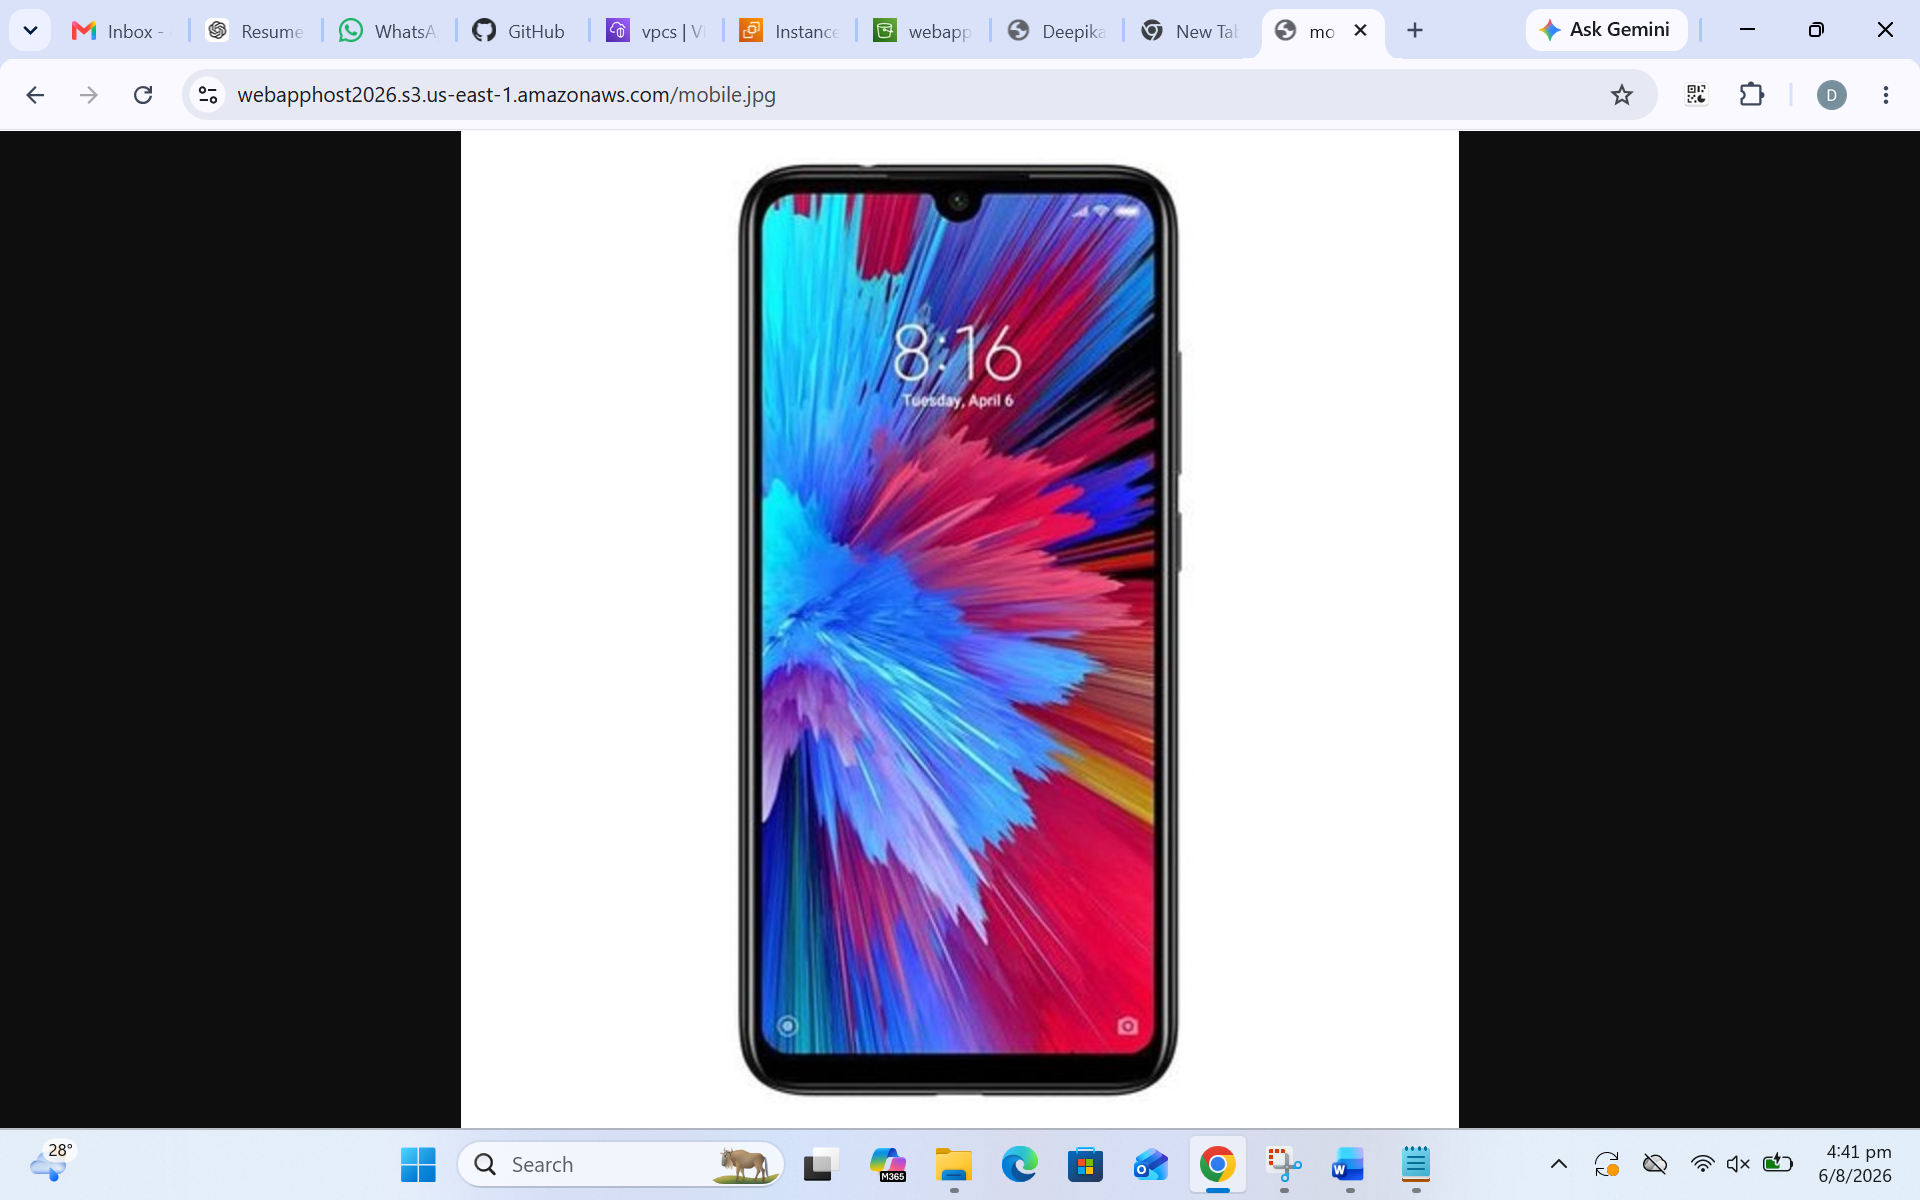 Inbox -
Resume
WhatsA
GitHub
vpcs | V
Instance
webapp
Deepika
New Tab
mo
Ask Gemini
webapphost2026.s3.us-east-1.amazonaws.com/mobile.jpg
D
8:16
Tuesday, April 6
28°
Search
M365
4:41 pm
6/8/2026